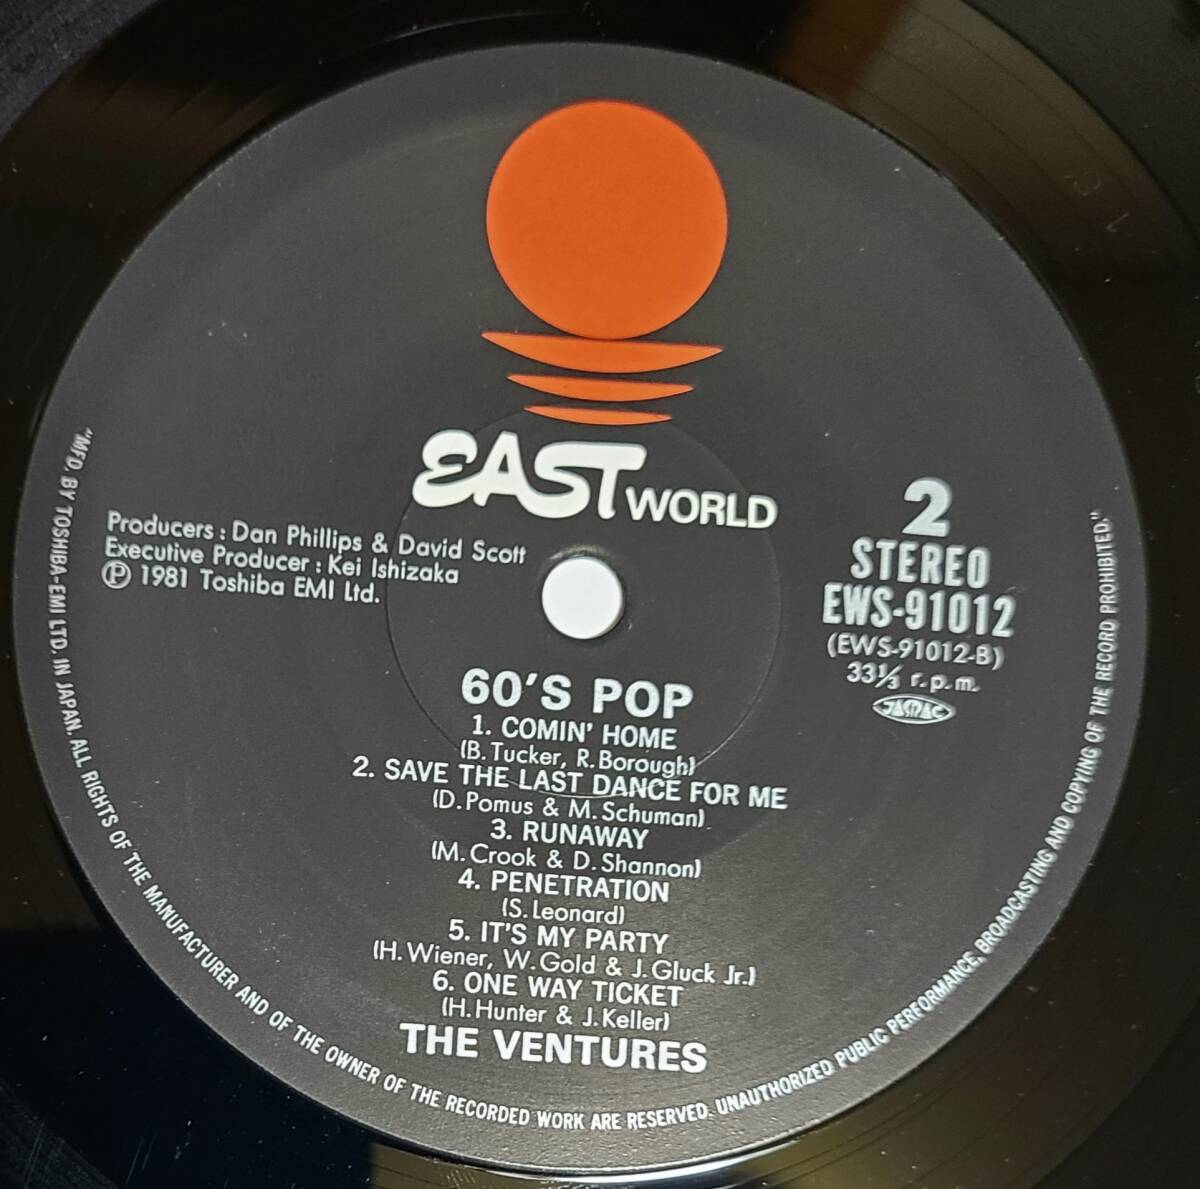 EAST WORLD
Producers : Dan Phillips & David Scott
Executive Producer : Kei Ishizaka
Ⓟ 1981 Toshiba EMI Ltd.
2
STEREO
EWS-91012
(EWS-91012-B)
33⅓ r.p.m.
JASRAC
60'S POP
1. COMIN' HOME
(B. Tucker, R. Borough)
2. SAVE THE LAST DANCE FOR ME
(D. Pomus & M. Schuman)
3. RUNAWAY
(M. Crook & D. Shannon)
4. PENETRATION
(S. Leonard)
5. IT'S MY PARTY
(H. Wiener, W. Gold & J. Gluck Jr.)
6. ONE WAY TICKET
(H. Hunter & J. Keller)
THE VENTURES
"MFD. BY TOSHIBA-EMI LTD. IN JAPAN. ALL RIGHTS OF THE MANUFACTURER AND OF THE OWNER OF THE RECORDED WORK ARE RESERVED. UNAUTHORIZED PUBLIC PERFORMANCE, BROADCASTING AND COPYING OF THE RECORD PROHIBITED."